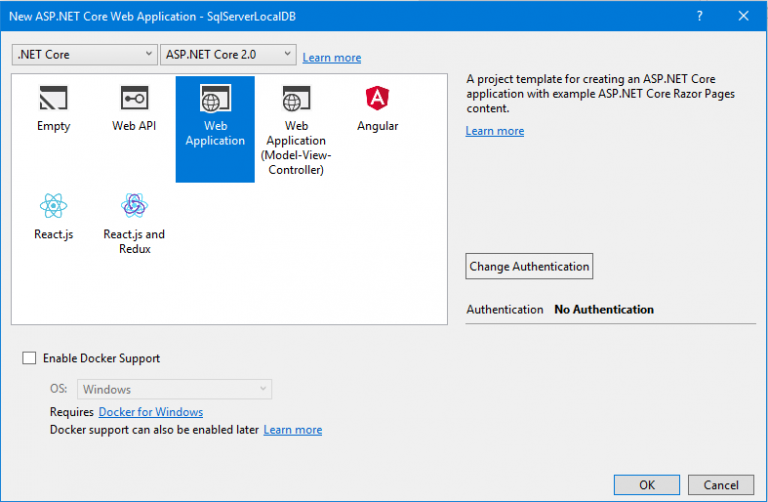 New ASP.NET Core Web Application - SqlServerLocalDB
?
.NET Core
ASP.NET Core 2.0
Learn more
Empty
Web API
Web
Application
Web
Application
(Model-View-
Controller)
Angular
React.js
React.js and
Redux
A project template for creating an ASP.NET Core
application with example ASP.NET Core Razor Pages
content.
Learn more
Change Authentication
Authentication No Authentication
Enable Docker Support
OS: Windows
Requires Docker for Windows
Docker support can also be enabled later Learn more
OK
Cancel